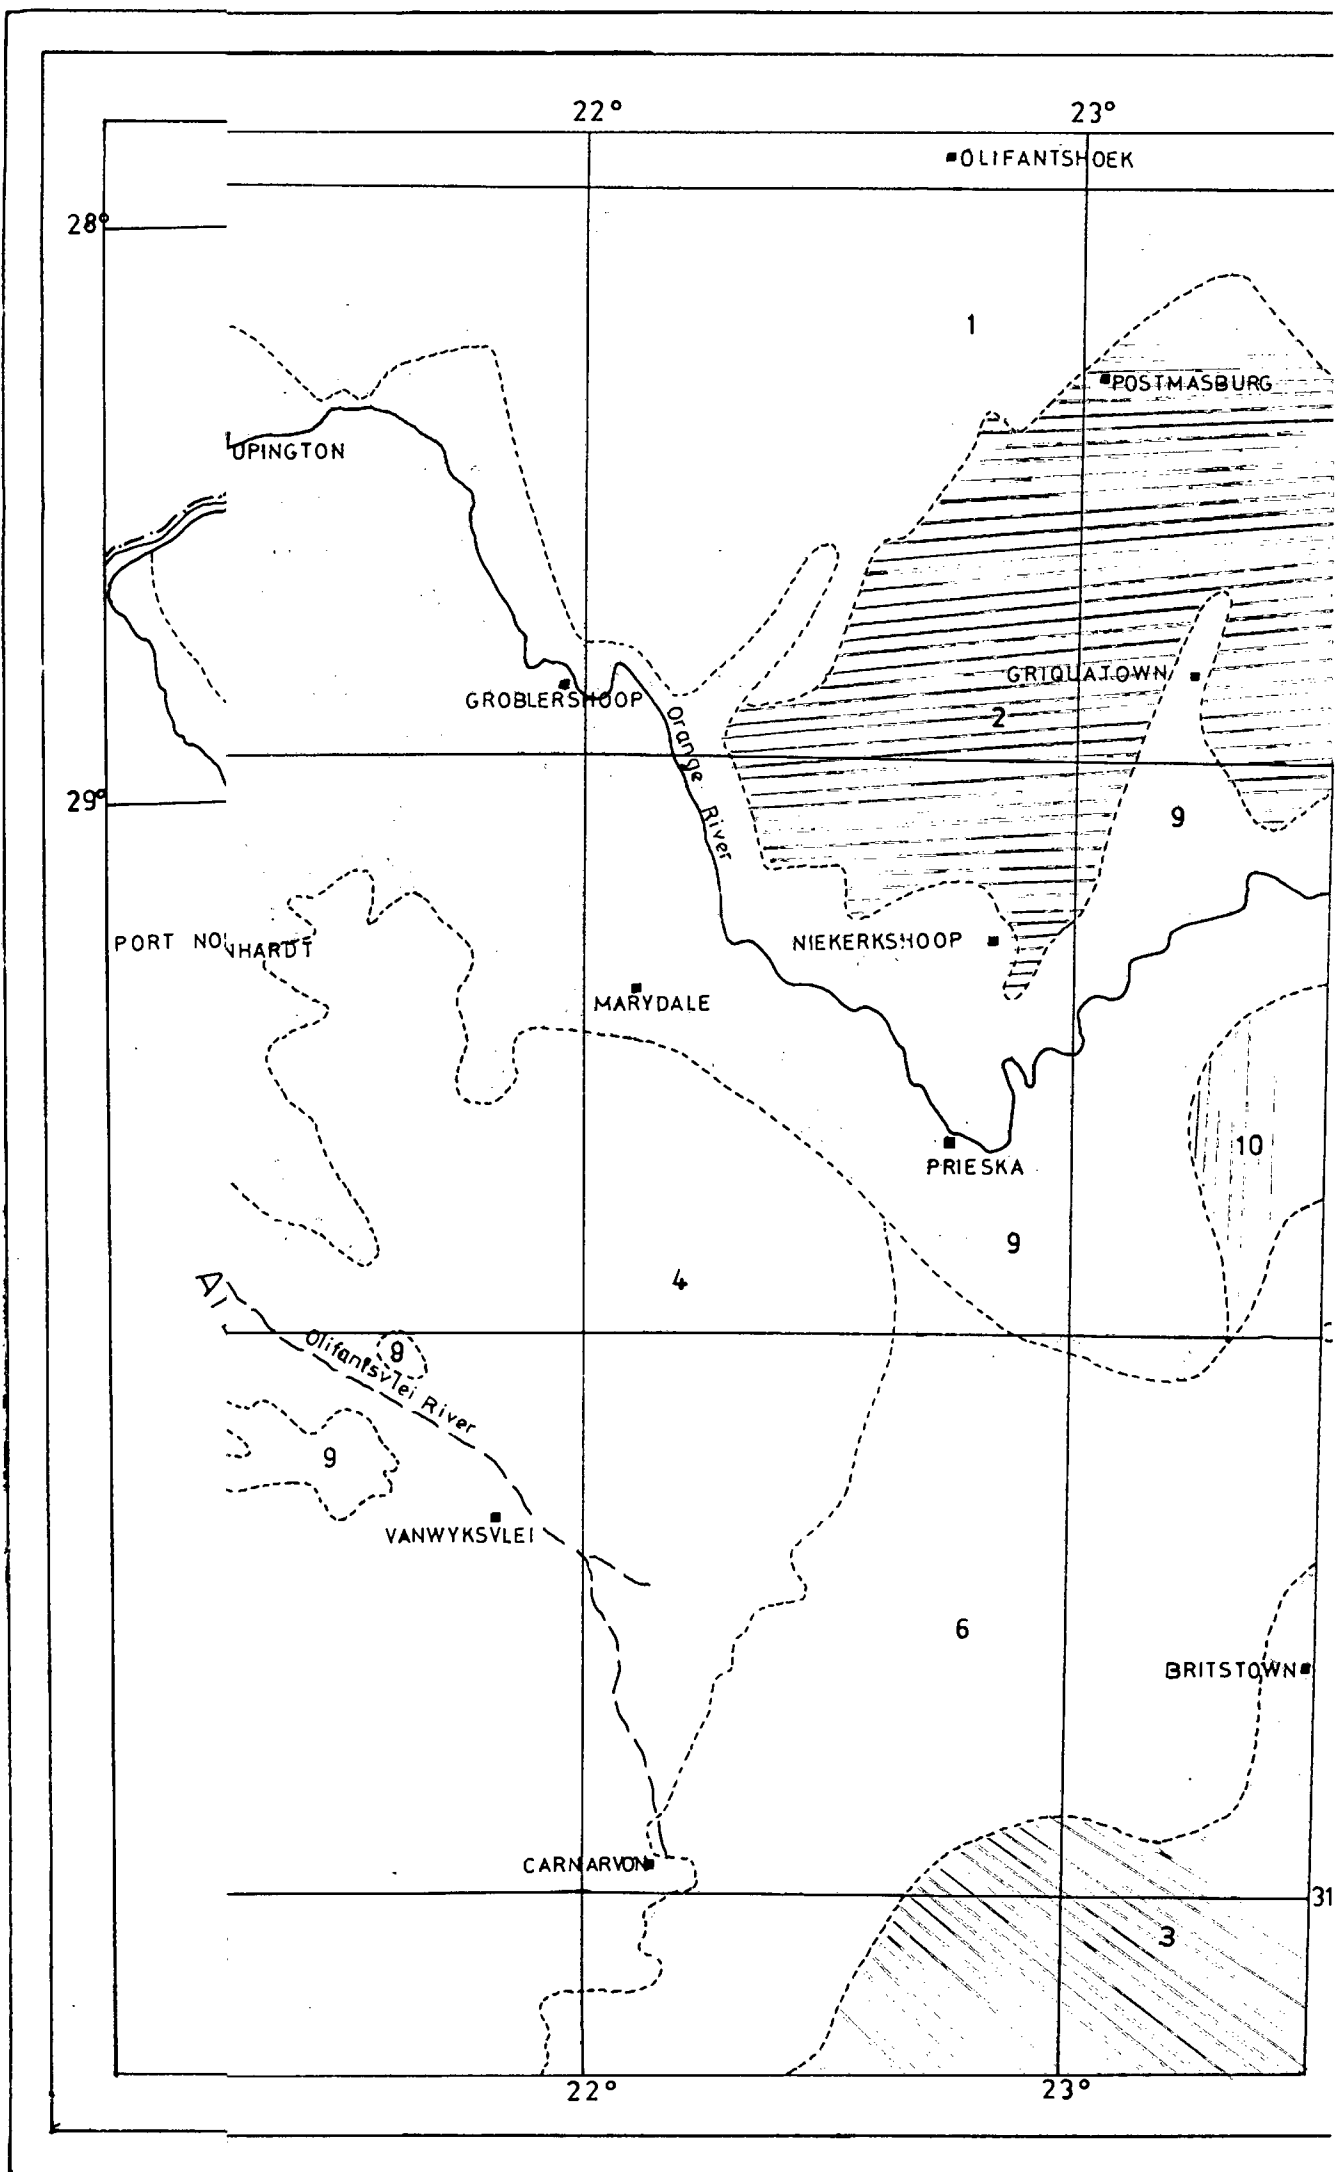 22° 23°
OLIFANTSHOEK
28°
1
POSTMASBURG
UPINGTON
GRIQUATOWN
GROBLERSHOOP
2
Orange River
29°
9
PORT NOL
NHARDT
NIEKERKSHOOP
MARYDALE
10
PRIESKA
9
4
Olifantsvlei River
9
9
VANWYKSVLEI
6
BRITSTOWN
CARNARVON
31
3
22° 23°